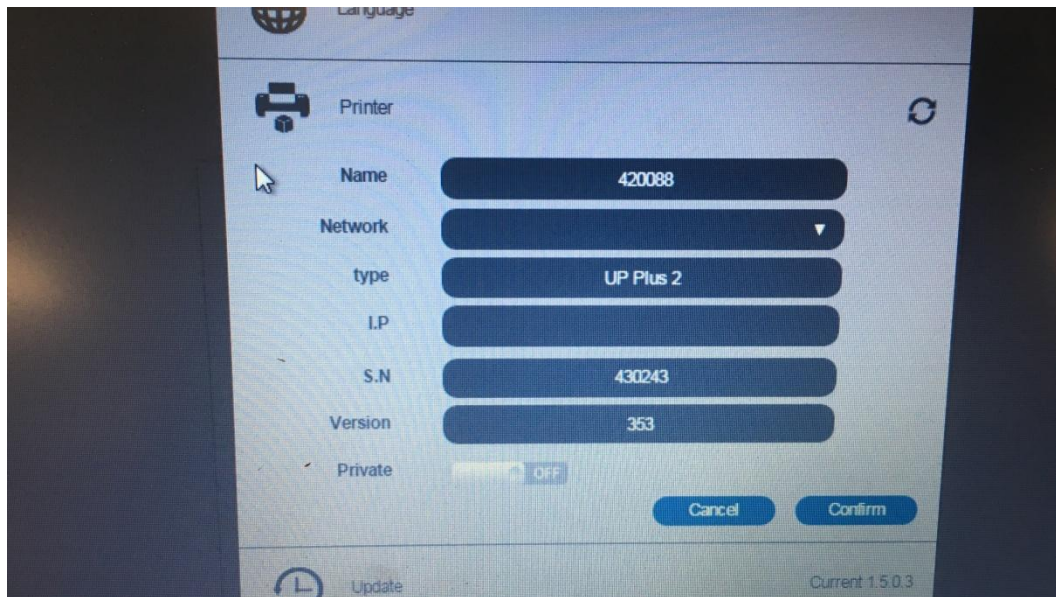 Language
Printer
Name 420088
Network
type UP Plus 2
I.P
S.N 430243
Version 353
Private OFF
Cancel Confirm
Update Current 1.5.0.3